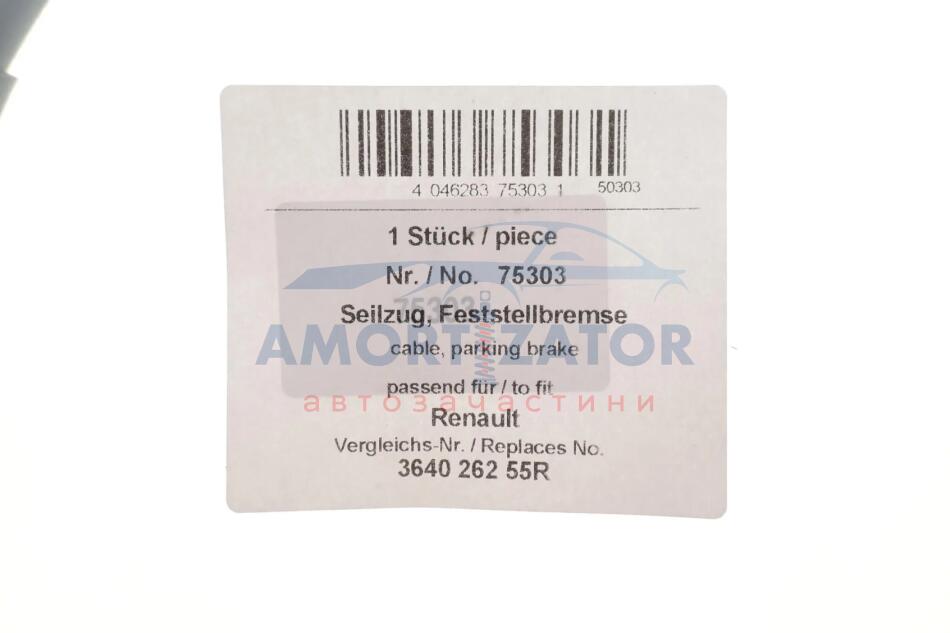 4 046283 75303 1 50303
1 Stück / piece
Nr. / No. 75303
75303
Seilzug, Feststellbremse
AMORTIZATOR
cable, parking brake
passend für / to fit
автозапчастини
Renault
Vergleichs-Nr. / Replaces No.
3640 262 55R